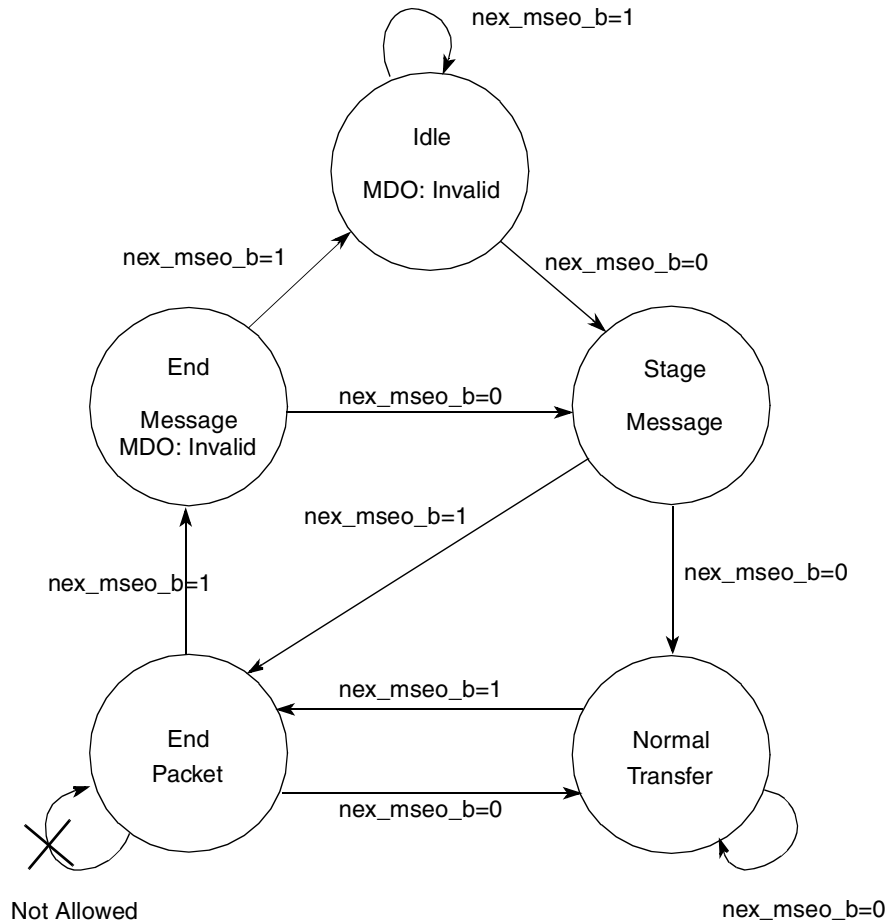 nex_mseo_b=1
Idle
MDO: Invalid
nex_mseo_b=1
nex_mseo_b=0
End
Message
MDO: Invalid
nex_mseo_b=0
Stage
Message
nex_mseo_b=1
nex_mseo_b=1
nex_mseo_b=0
End
Packet
nex_mseo_b=1
nex_mseo_b=0
Normal
Transfer
Not Allowed
nex_mseo_b=0